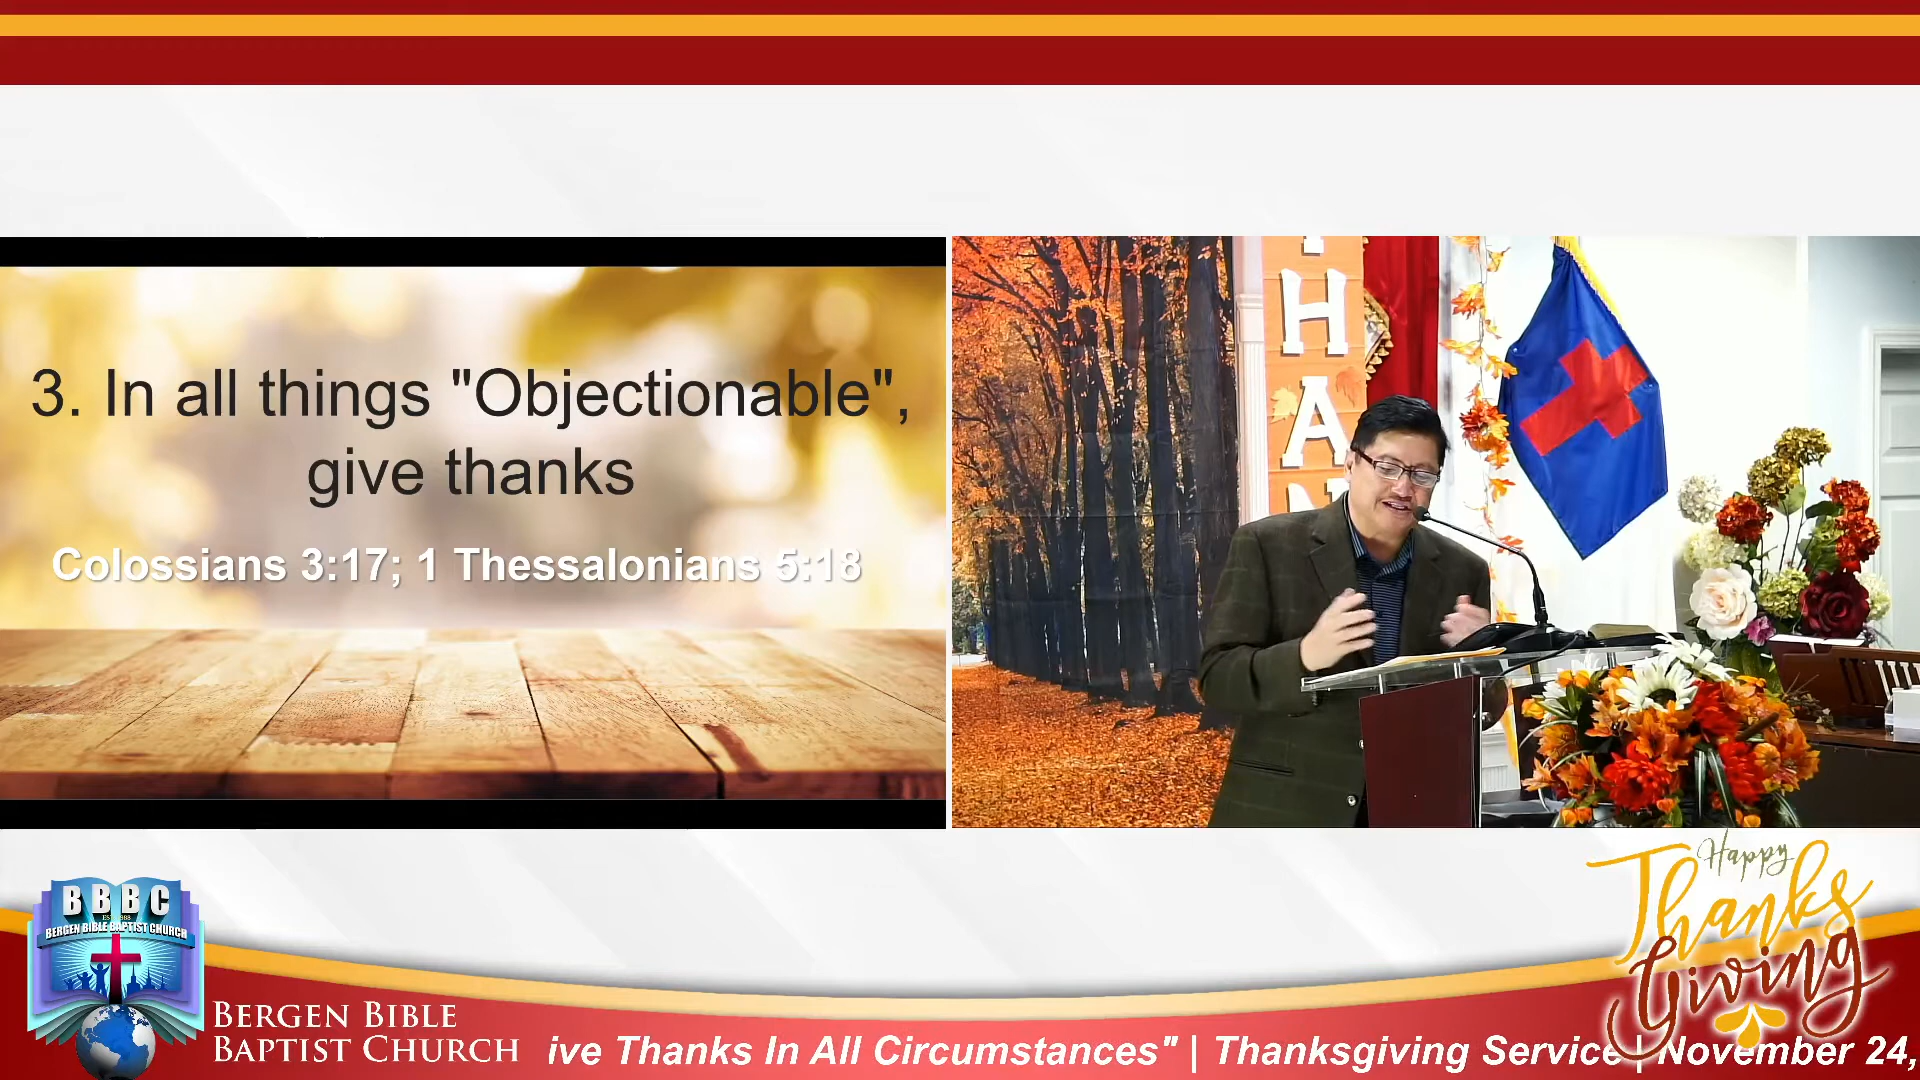 3. In all things "Objectionable",
give thanks
Colossians 3:17; 1 Thessalonians 5:18
H
A
N
BBBC
BERGEN BIBLE BAPTIST CHURCH
BERGEN BIBLE
BAPTIST CHURCH
ive Thanks In All Circumstances" | Thanksgiving Service | November 24,
Happy
Thanks
Giving